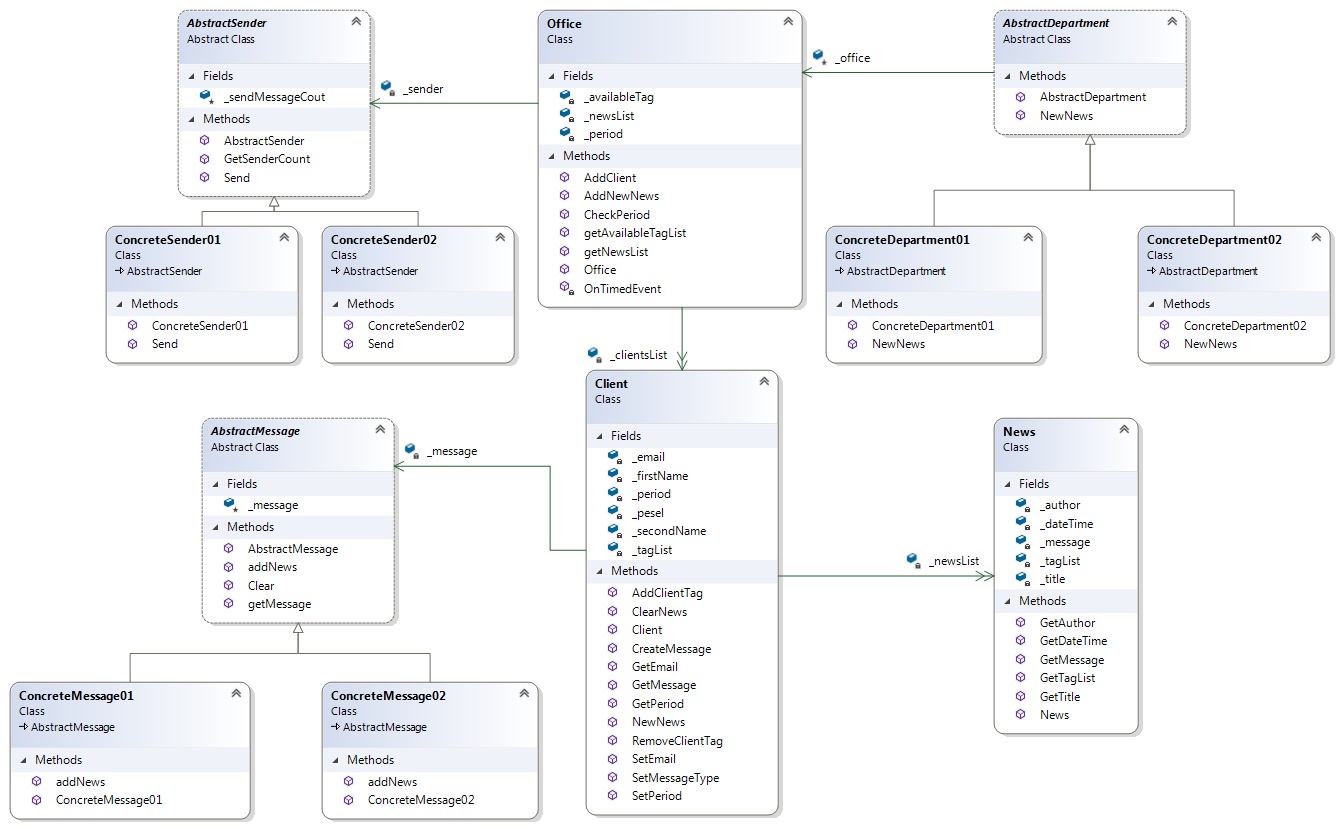 AbstractSender
Abstract Class
Fields
_sendMessageCout
Methods
AbstractSender
GetSenderCount
Send
_sender
Office
Class
Fields
_availableTag
_newsList
_period
Methods
AddClient
AddNewNews
CheckPeriod
getAvailableTagList
getNewsList
Office
OnTimedEvent
_office
AbstractDepartment
Abstract Class
Methods
AbstractDepartment
NewNews
ConcreteSender01
Class
AbstractSender
Methods
ConcreteSender01
Send
ConcreteSender02
Class
AbstractSender
Methods
ConcreteSender02
Send
ConcreteDepartment01
Class
AbstractDepartment
Methods
ConcreteDepartment01
NewNews
ConcreteDepartment02
Class
AbstractDepartment
Methods
ConcreteDepartment02
NewNews
_clientsList
AbstractMessage
Abstract Class
Fields
_message
Methods
AbstractMessage
addNews
Clear
getMessage
_message
Client
Class
Fields
_email
_firstName
_period
_pesel
_secondName
_tagList
Methods
AddClientTag
ClearNews
Client
CreateMessage
GetEmail
GetMessage
GetPeriod
NewNews
RemoveClientTag
SetEmail
SetMessageType
SetPeriod
_newsList
News
Class
Fields
_author
_dateTime
_message
_tagList
_title
Methods
GetAuthor
GetDateTime
GetMessage
GetTagList
GetTitle
News
ConcreteMessage01
Class
AbstractMessage
Methods
addNews
ConcreteMessage01
ConcreteMessage02
Class
AbstractMessage
Methods
addNews
ConcreteMessage02